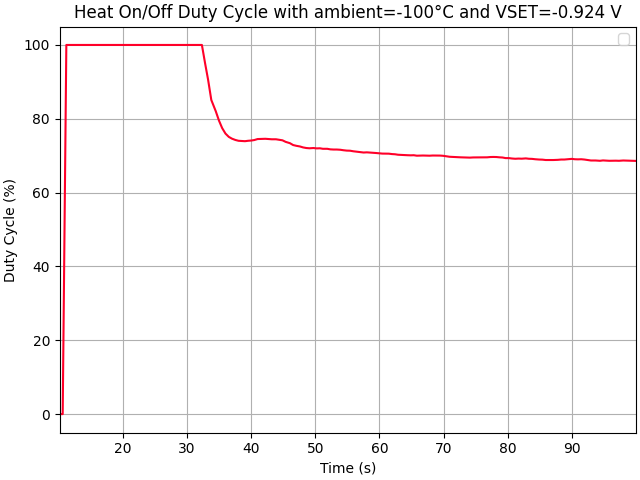 Heat On/Off Duty Cycle with ambient=-100°C and VSET=-0.924 V
100
80
60
40
20
0
Duty Cycle (%)
20 30 40 50 60 70 80 90
Time (s)